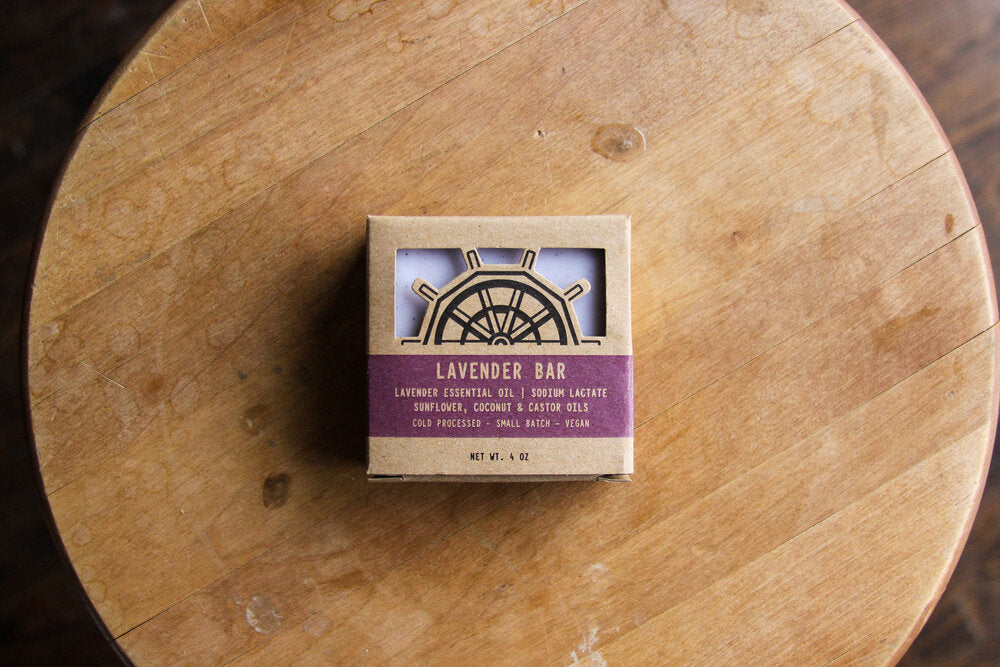 LAVENDER BAR
LAVENDER ESSENTIAL OIL | SODIUM LACTATE
SUNFLOWER, COCONUT & CASTOR OILS
COLD PROCESSED - SMALL BATCH - VEGAN
NET WT. 4 OZ